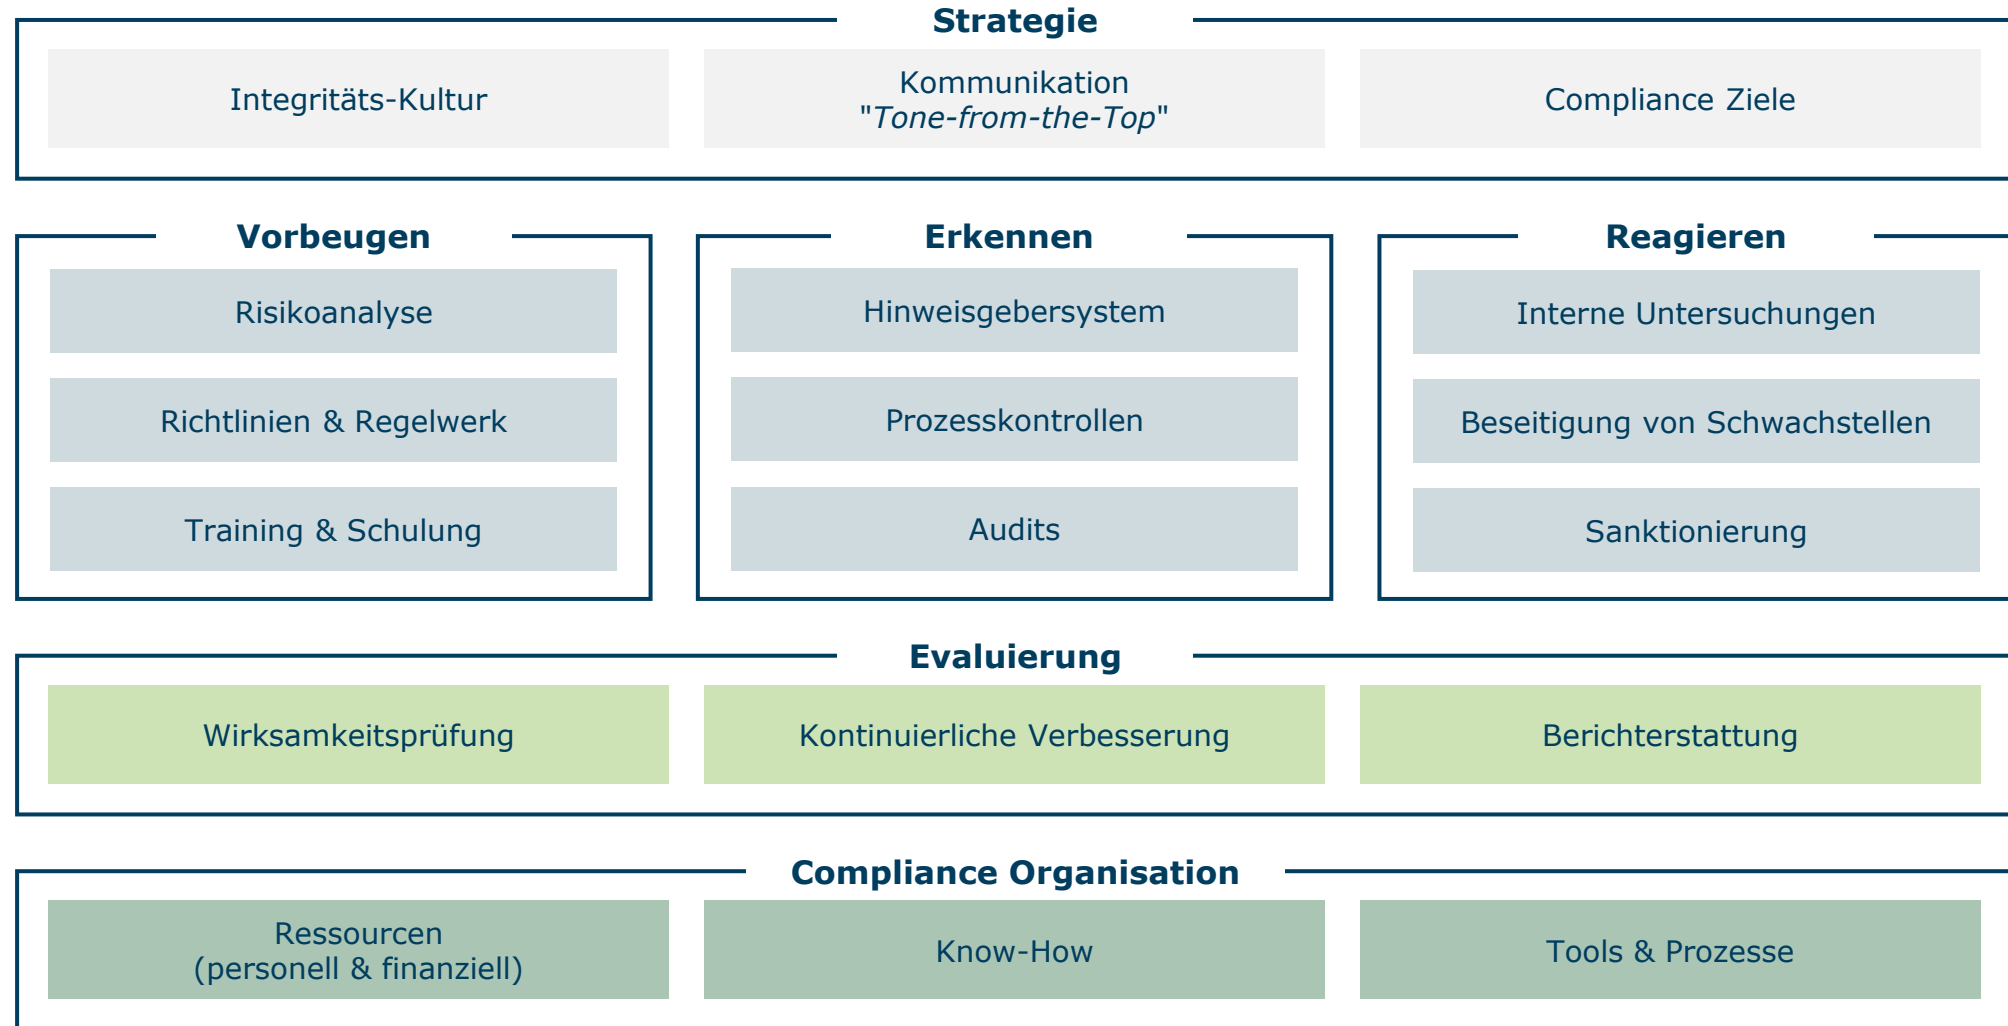 Strategie
Integritäts-Kultur
Kommunikation
"Tone-from-the-Top"
Compliance Ziele
Vorbeugen
Risikoanalyse
Richtlinien & Regelwerk
Training & Schulung
Erkennen
Hinweisgebersystem
Prozesskontrollen
Audits
Reagieren
Interne Untersuchungen
Beseitigung von Schwachstellen
Sanktionierung
Evaluierung
Wirksamkeitsprüfung
Kontinuierliche Verbesserung
Berichterstattung
Compliance Organisation
Ressourcen
(personell & finanziell)
Know-How
Tools & Prozesse